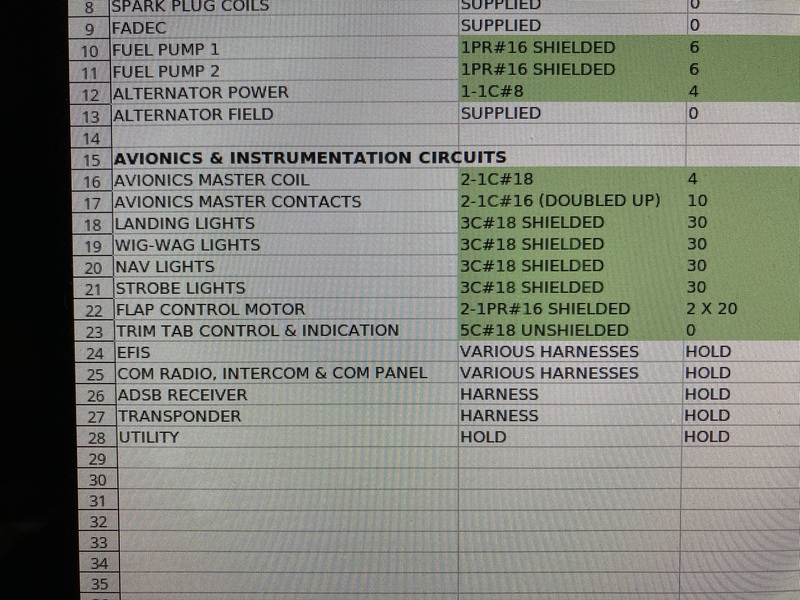 8 SPARK PLUG COILS SUPPLIED 0
9 FADEC SUPPLIED 0
10 FUEL PUMP 1 1PR#16 SHIELDED 6
11 FUEL PUMP 2 1PR#16 SHIELDED 6
12 ALTERNATOR POWER 1-1C#8 4
13 ALTERNATOR FIELD SUPPLIED 0
14
15 AVIONICS & INSTRUMENTATION CIRCUITS
16 AVIONICS MASTER COIL 2-1C#18 4
17 AVIONICS MASTER CONTACTS 2-1C#16 (DOUBLED UP) 10
18 LANDING LIGHTS 3C#18 SHIELDED 30
19 WIG-WAG LIGHTS 3C#18 SHIELDED 30
20 NAV LIGHTS 3C#18 SHIELDED 30
21 STROBE LIGHTS 3C#18 SHIELDED 30
22 FLAP CONTROL MOTOR 2-1PR#16 SHIELDED 2 X 20
23 TRIM TAB CONTROL & INDICATION 5C#18 UNSHIELDED 0
24 EFIS VARIOUS HARNESSES HOLD
25 COM RADIO, INTERCOM & COM PANEL VARIOUS HARNESSES HOLD
26 ADSB RECEIVER HARNESS HOLD
27 TRANSPONDER HARNESS HOLD
28 UTILITY HOLD HOLD
29
30
31
32
33
34
35